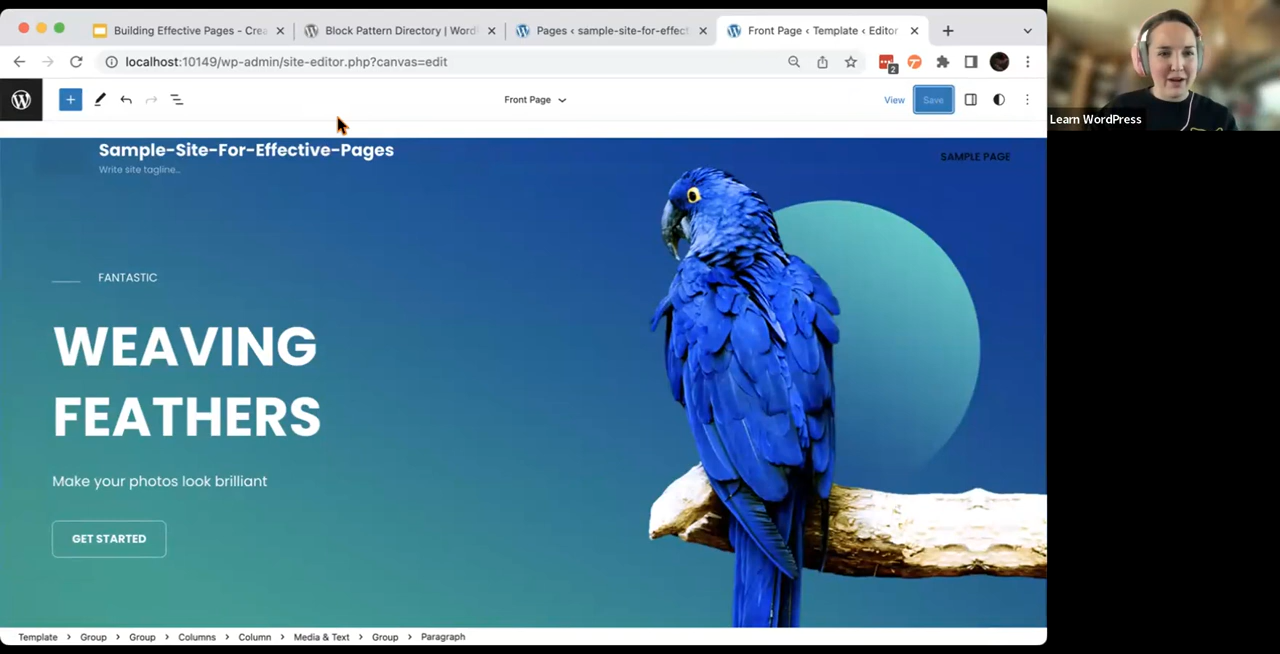 Building Effective Pages - Crea
Block Pattern Directory | Word
Pages ‹ sample-site-for-effect
Front Page ‹ Template ‹ Editor
localhost:10149/wp-admin/site-editor.php?canvas=edit
2
Front Page
View
Save
Learn WordPress
Sample-Site-For-Effective-Pages
Write site tagline...
SAMPLE PAGE
FANTASTIC
WEAVING
FEATHERS
Make your photos look brilliant
GET STARTED
Template > Group > Group > Columns > Column > Media & Text > Group > Paragraph